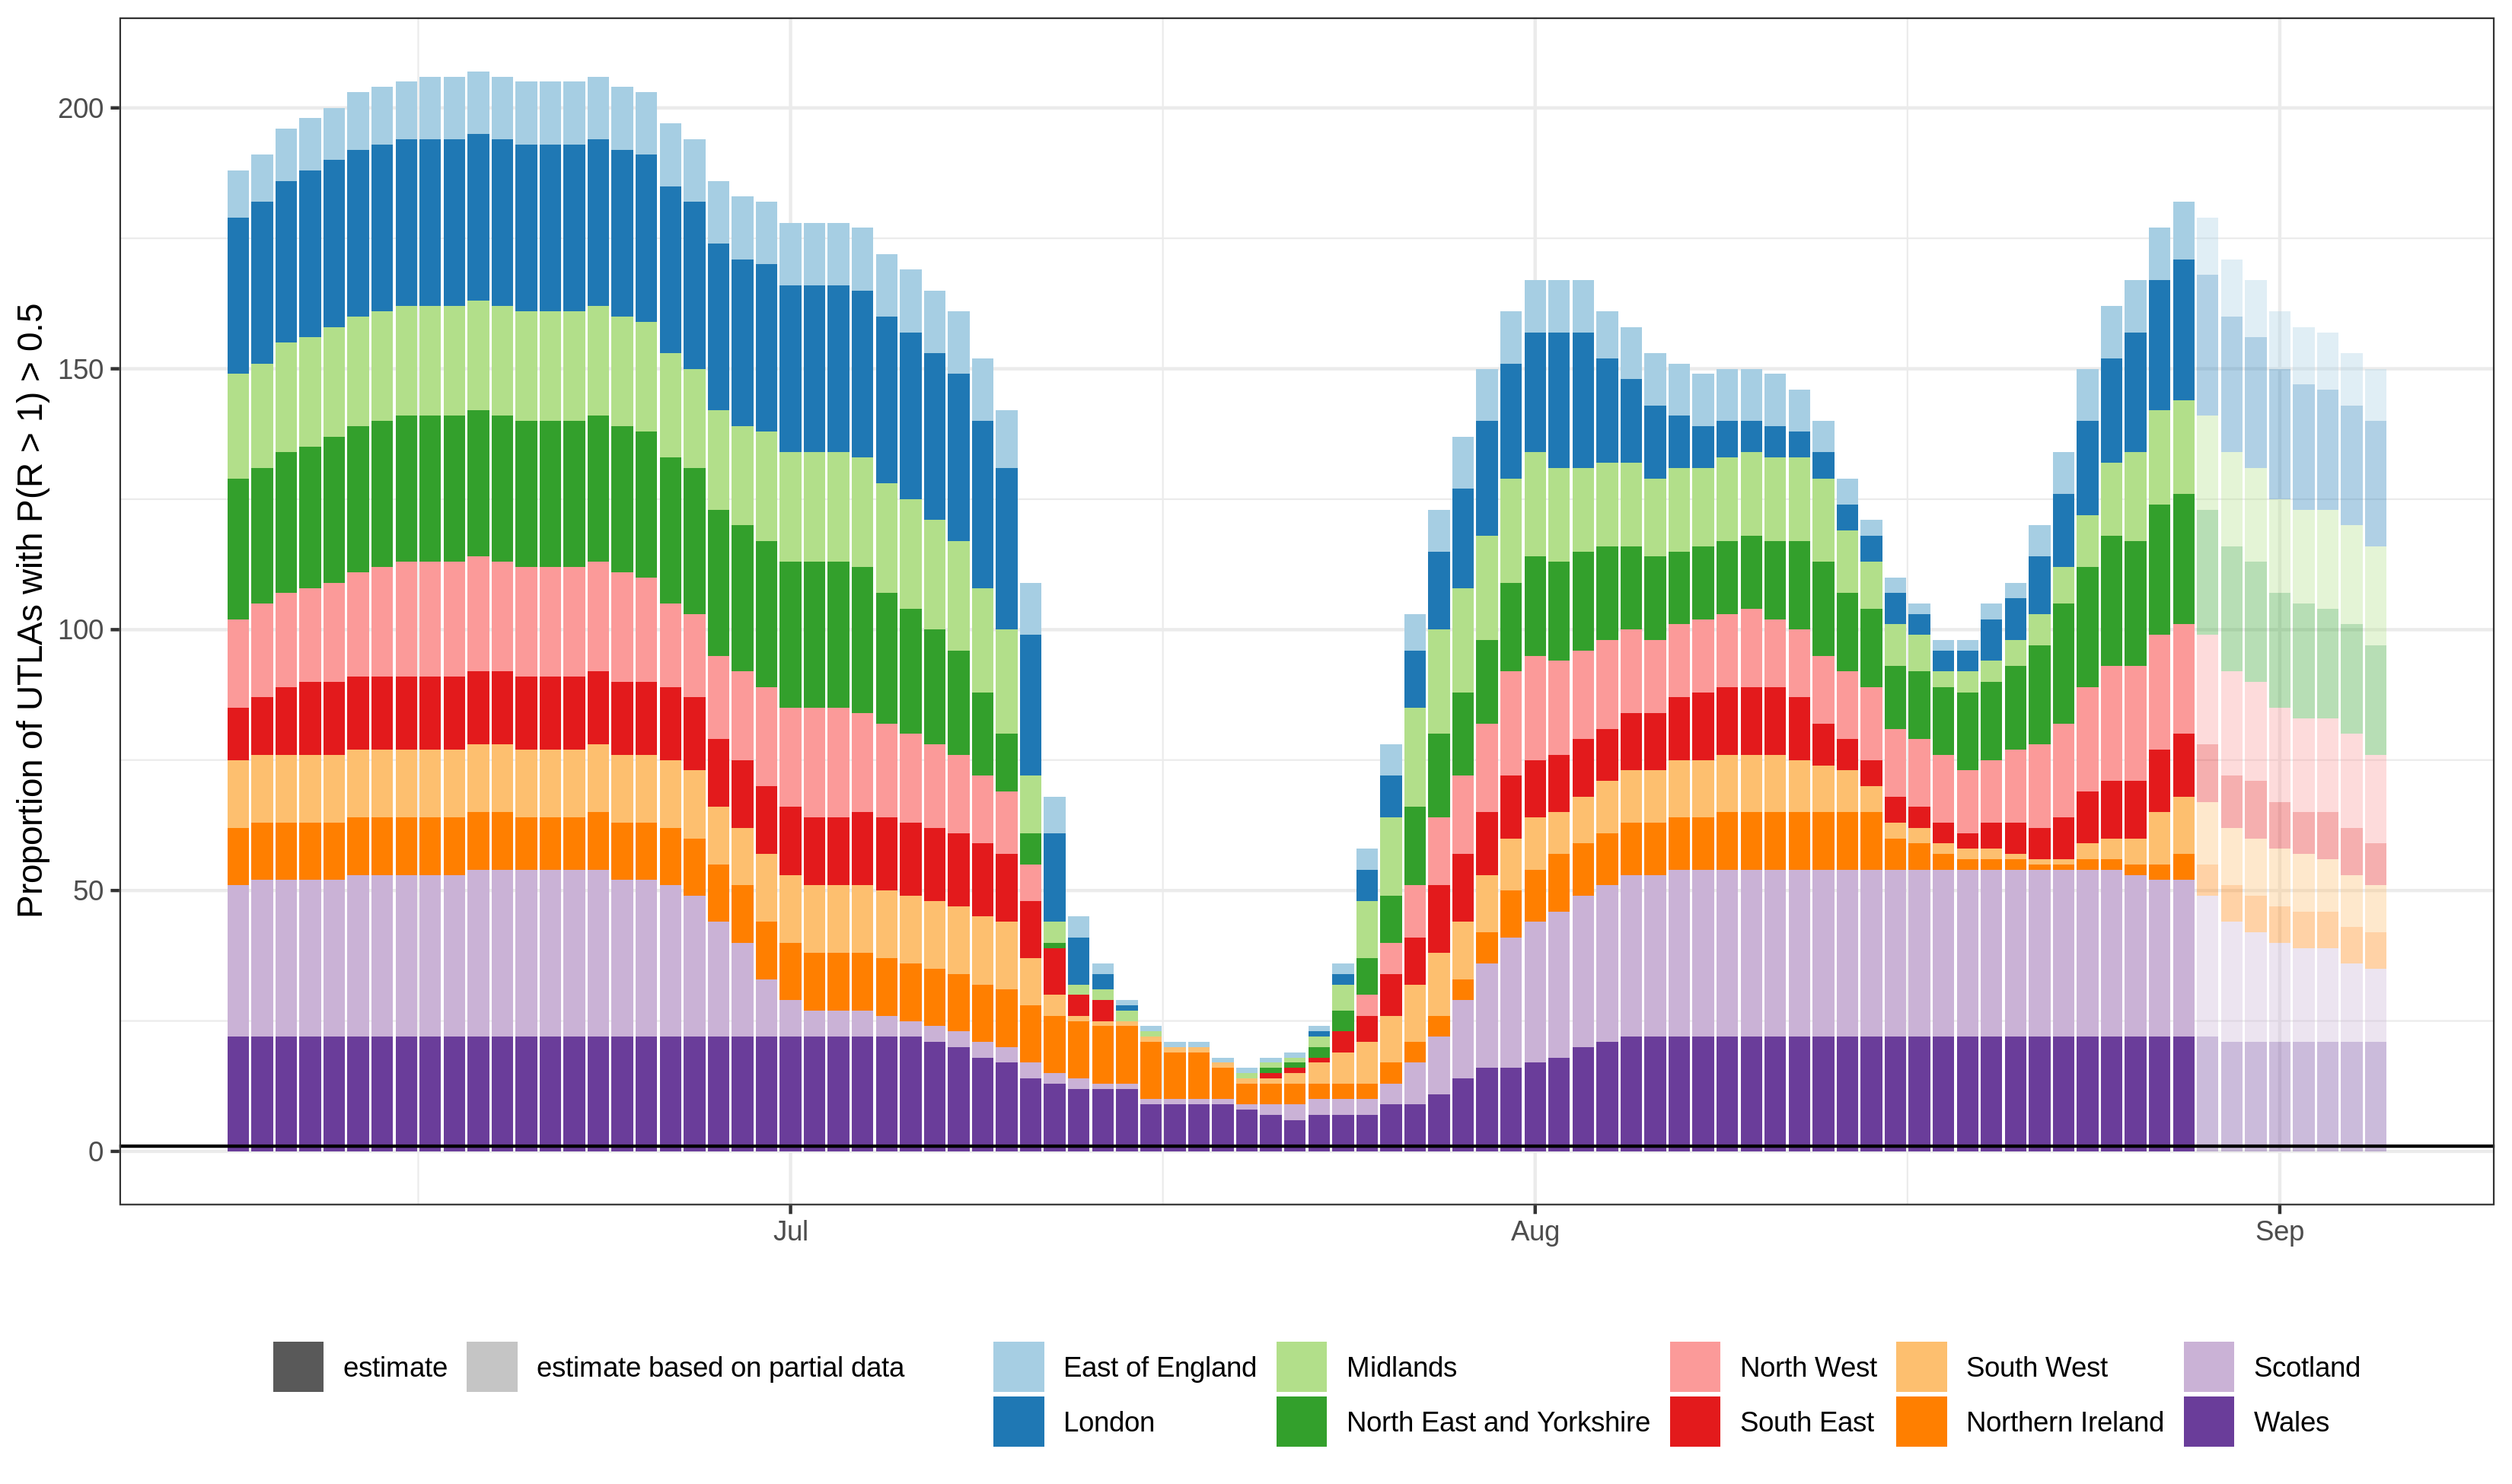 Proportion of UTLAs with P(R > 1) > 0.5
200
150
100
50
0
Jul Aug Sep
estimate estimate based on partial data East of England Midlands North West South West Scotland
London North East and Yorkshire South East Northern Ireland Wales